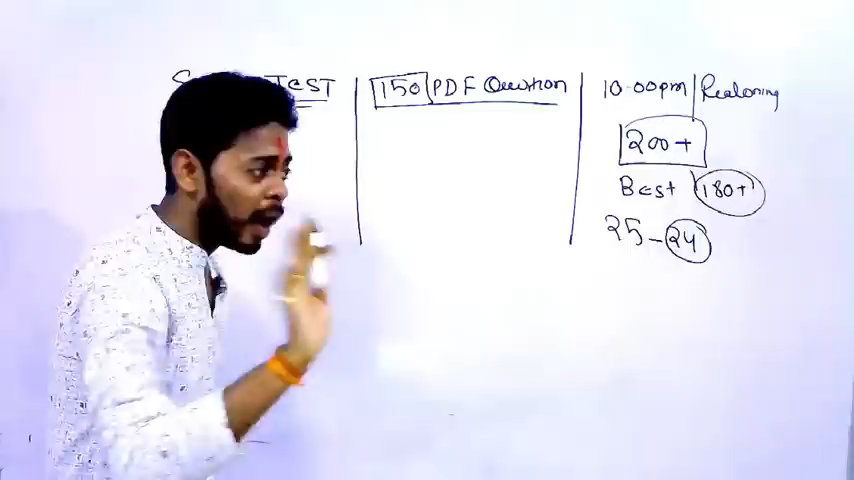 TEST
150 PDF Question
10.00pm Reasoning
200+
Best 180+
25 - 24